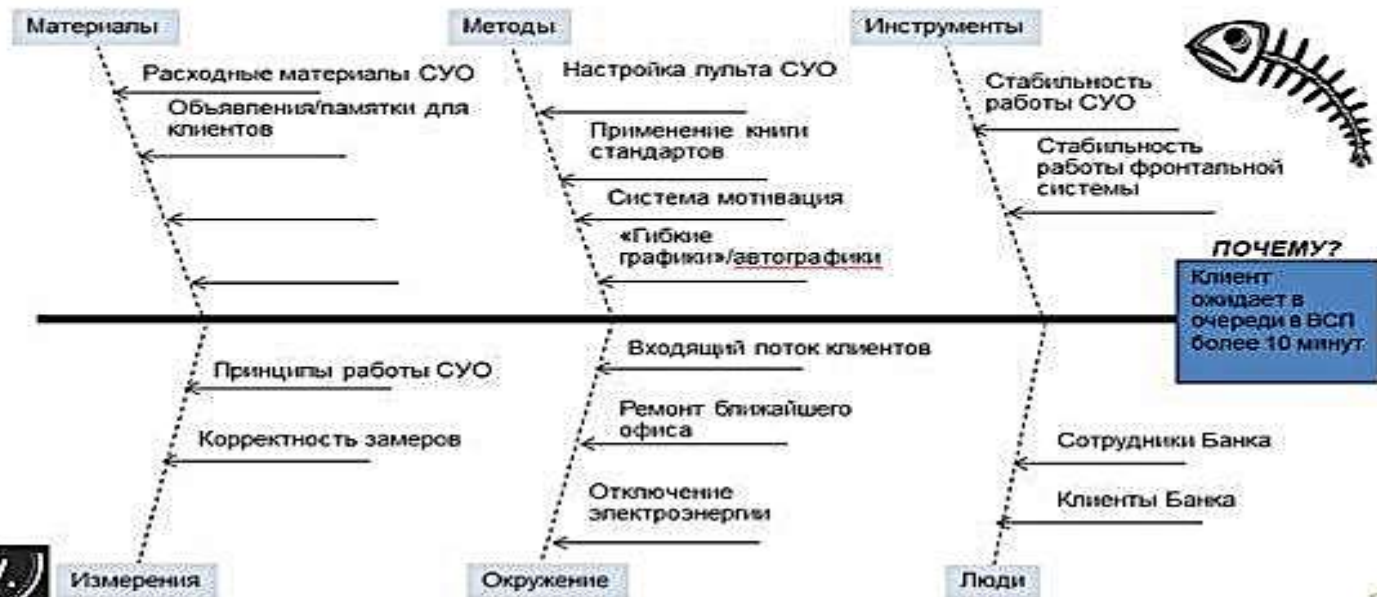 Материалы
Методы
Инструменты
Расходные материалы СУО
Объявления/памятки для
клиентов
Настройка пульта СУО
Применение книги
стандартов
Система мотивация
«Гибкие
графики»/автографики
Стабильность
работы СУО
Стабильность
работы фронтальной
системы
ПОЧЕМУ?
Клиент
ожидает в
очереди в ВСП
более 10 минут
Принципы работы СУО
Корректность замеров
Входящий поток клиентов
Ремонт ближайшего
офиса
Отключение
электроэнергии
Сотрудники Банка
Клиенты Банка
Измерения
Окружение
Люди